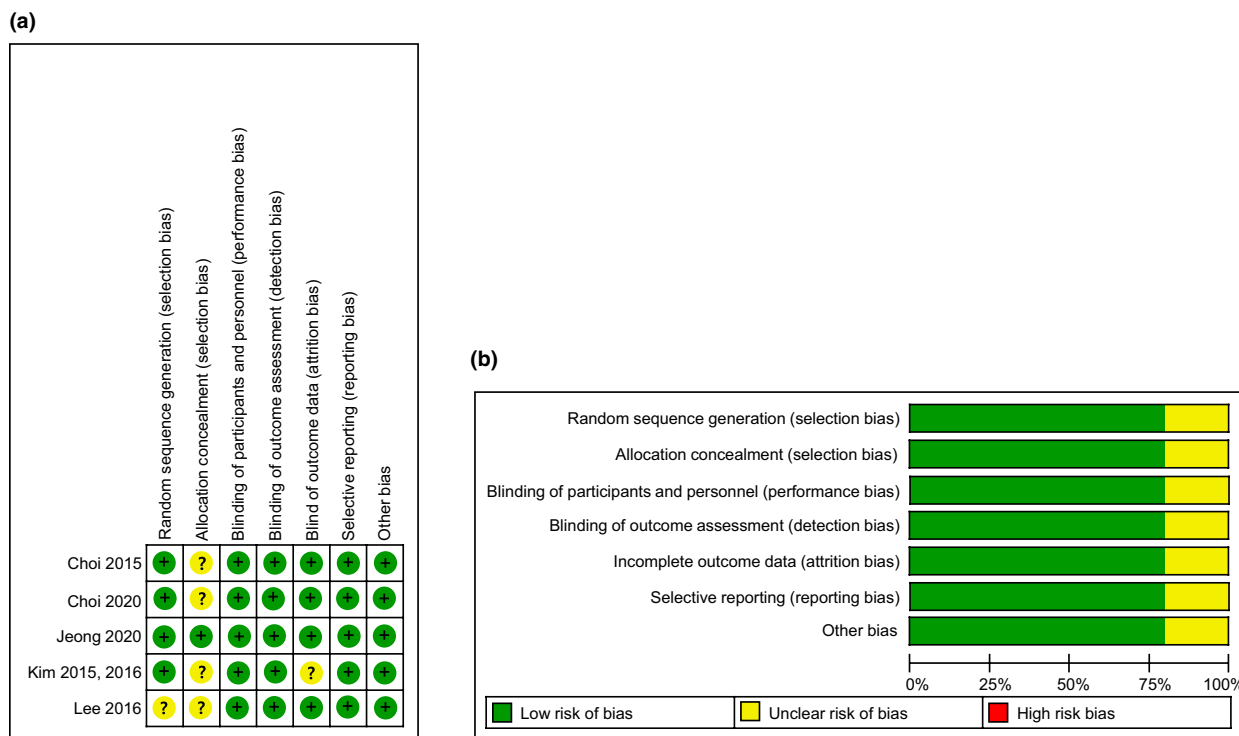 (a)
Random sequence generation (selection bias)
Allocation concealment (selection bias)
Blinding of participants and personnel (performance bias)
Blinding of outcome assessment (detection bias)
Blind of outcome data (attrition bias)
Selective reporting (reporting bias)
Other bias
Choi 2015 + ? + + + + +
Choi 2020 + ? + + + + +
Jeong 2020 + + + + + + +
Kim 2015, 2016 + ? + + ? + +
Lee 2016 ? ? + + + + +
(b)
Random sequence generation (selection bias)
Allocation concealment (selection bias)
Blinding of participants and personnel (performance bias)
Blinding of outcome assessment (detection bias)
Incomplete outcome data (attrition bias)
Selective reporting (reporting bias)
Other bias
0% 25% 50% 75% 100%
Low risk of bias Unclear risk of bias High risk bias